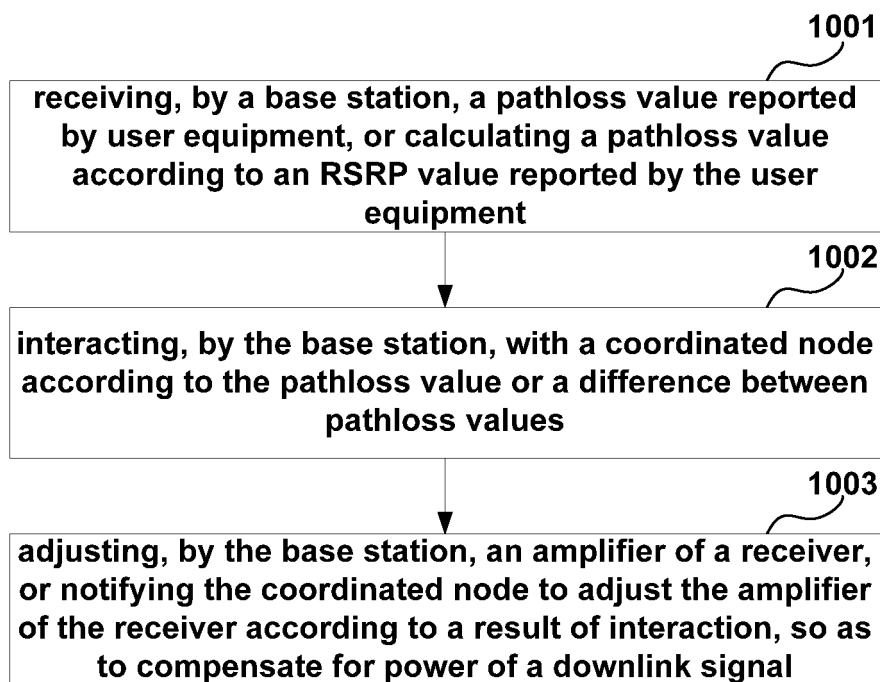 1001
receiving, by a base station, a pathloss value reported
by user equipment, or calculating a pathloss value
according to an RSRP value reported by the user
equipment
1002
interacting, by the base station, with a coordinated node
according to the pathloss value or a difference between
pathloss values
1003
adjusting, by the base station, an amplifier of a receiver,
or notifying the coordinated node to adjust the amplifier
of the receiver according to a result of interaction, so as
to compensate for power of a downlink signal